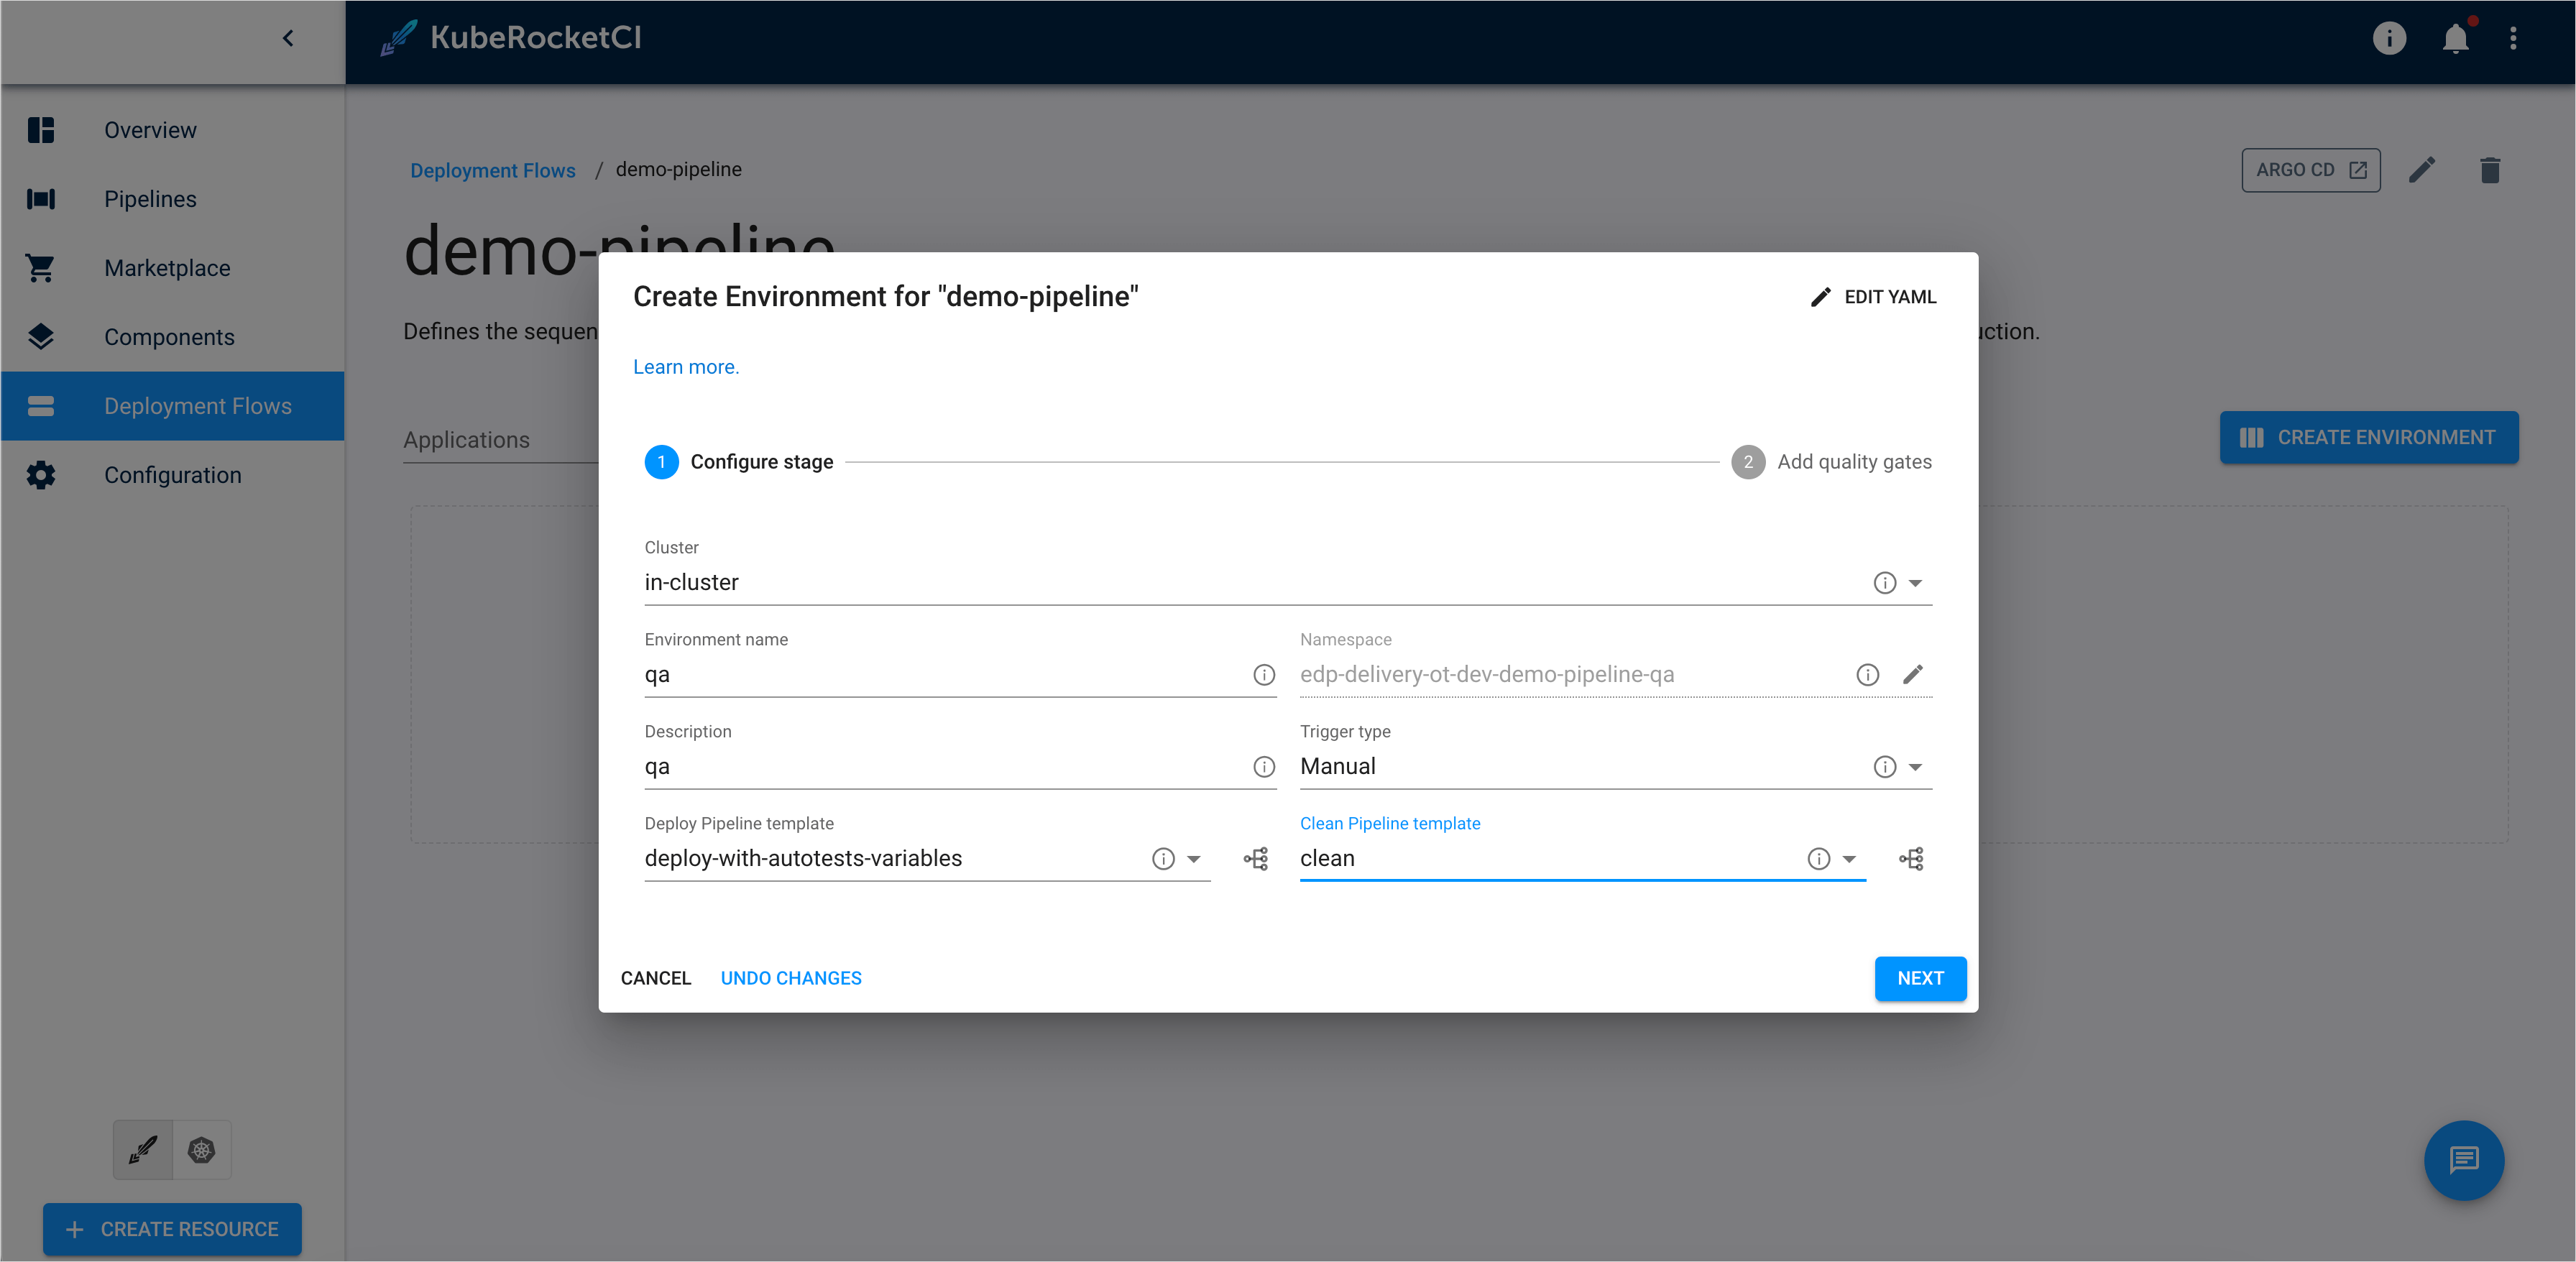 KubeRocketCI
Overview
Pipelines
Marketplace
Components
Deployment Flows
Configuration
CREATE RESOURCE
Deployment Flows / demo-pipeline
ARGO CD
demo-pipeline
Defines the sequen
uction.
Applications
CREATE ENVIRONMENT
Create Environment for "demo-pipeline"
EDIT YAML
Learn more.
1 Configure stage
2 Add quality gates
Cluster
in-cluster
Environment name
qa
Namespace
edp-delivery-ot-dev-demo-pipeline-qa
Description
qa
Trigger type
Manual
Deploy Pipeline template
deploy-with-autotests-variables
Clean Pipeline template
clean
CANCEL
UNDO CHANGES
NEXT